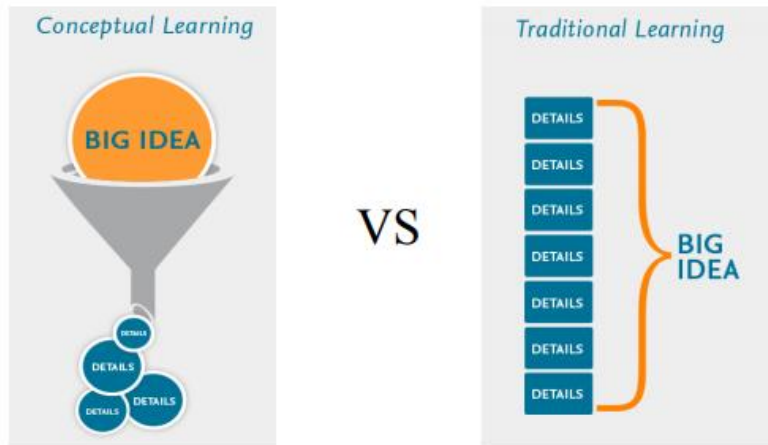 Conceptual Learning
BIG IDEA
DETAILS
DETAILS
DETAILS
DETAILS
VS
Traditional Learning
DETAILS
DETAILS
DETAILS
DETAILS
DETAILS
DETAILS
DETAILS
BIG
IDEA